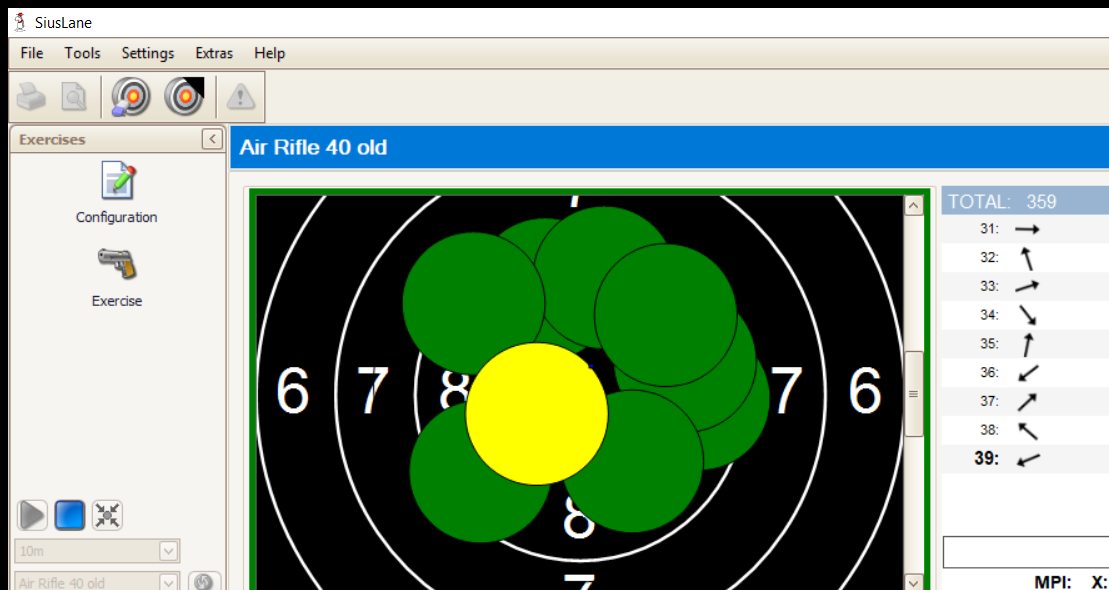 SiusLane
File Tools Settings Extras Help
Exercises
Air Rifle 40 old
Configuration
Exercise
10m
Air Rifle 40 old
7
6 7 8 7 6
8
7
TOTAL: 359
31:
32:
33:
34:
35:
36:
37:
38:
39:
MPI: X: